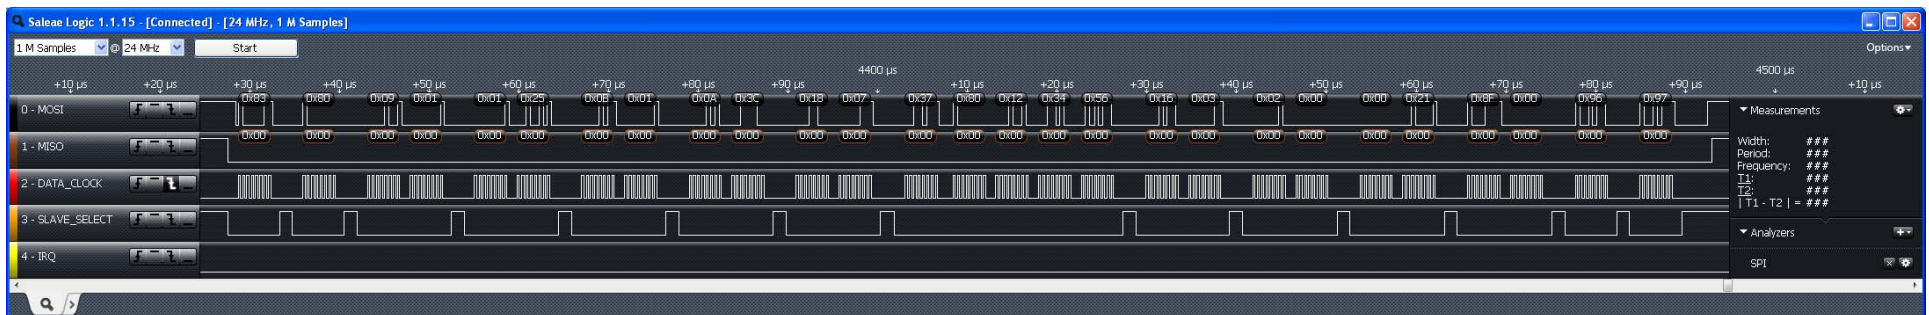 Saleae Logic 1.1.15 - [Connected] - [24 MHz, 1 M Samples]
1 M Samples @ 24 MHz Start Options
4400 µs 4500 µs
+10 µs +20 µs +30 µs +40 µs +50 µs +60 µs +70 µs +80 µs +90 µs +10 µs +20 µs +30 µs +40 µs +50 µs +60 µs +70 µs +80 µs +90 µs +10 µs
0 - MOSI
0x83 0x80 0x09 0x01 0x01 0x25 0x0B 0x01 0x0A 0x3C 0x18 0x07 0x37 0x80 0x12 0x34 0x56 0x16 0x03 0x02 0x00 0x00 0x21 0x8F 0x00 0x96 0x97
1 - MISO
0x00 0x00 0x00 0x00 0x00 0x00 0x00 0x00 0x00 0x00 0x00 0x00 0x00 0x00 0x00 0x00 0x00 0x00 0x00 0x00 0x00 0x00 0x00 0x00 0x00 0x00 0x00
2 - DATA_CLOCK
3 - SLAVE_SELECT
4 - IRQ
Measurements
Width: ###
Period: ###
Frequency: ###
T1: ###
T2: ###
| T1 - T2 | = ###
Analyzers
SPI